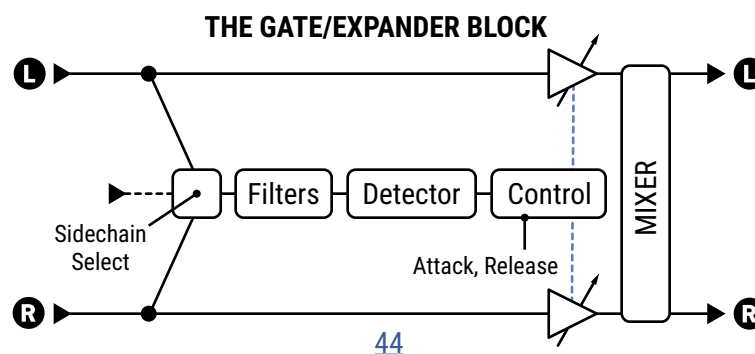 THE GATE/EXPANDER BLOCK
L
L
Filters
Detector
Control
MIXER
Sidechain
Select
Attack, Release
R
R
44